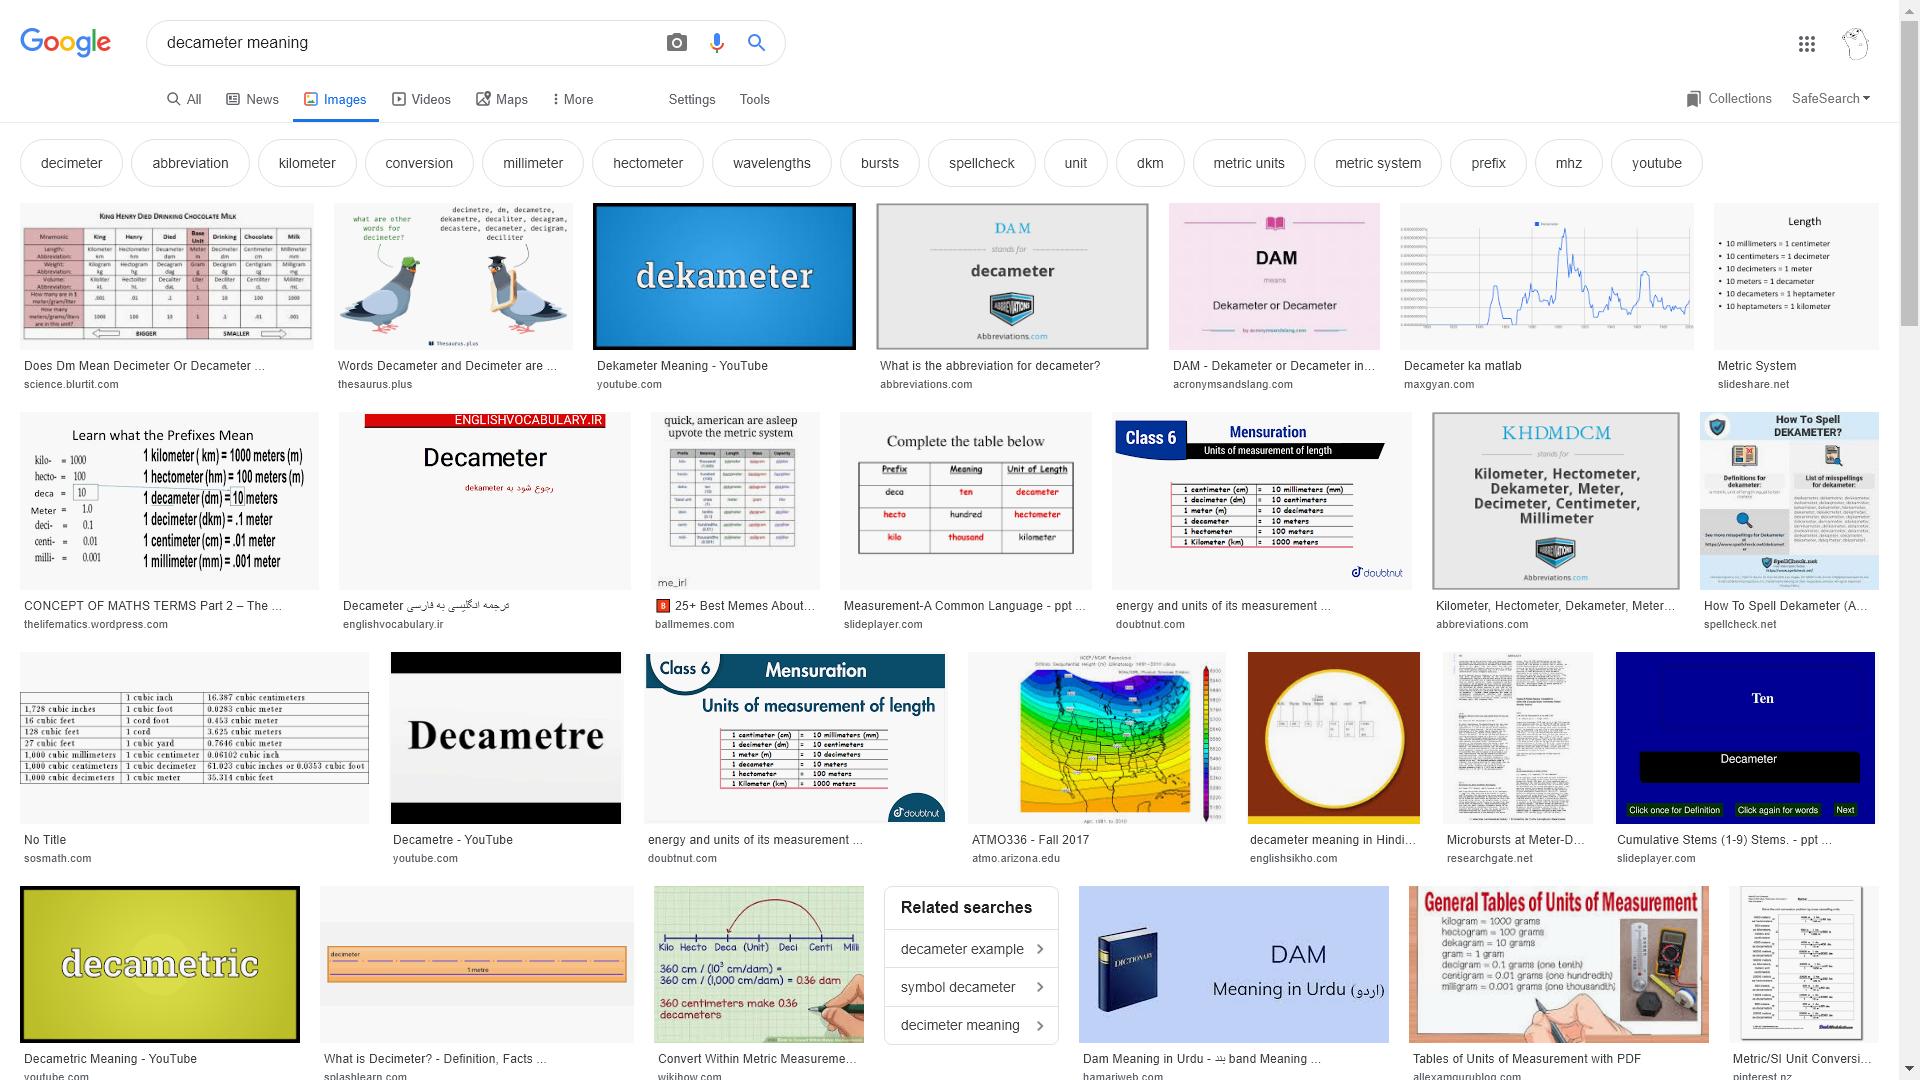 Google
decameter meaning
All
News
Images
Videos
Maps
More
Settings
Tools
Collections
SafeSearch
decimeter
abbreviation
kilometer
conversion
millimeter
hectometer
wavelengths
bursts
spellcheck
unit
dkm
metric units
metric system
prefix
mhz
youtube
KING HENRY DIED DRINKING CHOCOLATE MILK
BIGGER
SMALLER
what are other
words for
decimeter?
decimetre, dm, decametre,
dekametre, decaliter, decagram,
decastere, decameter, decigram,
deciliter
Thesaurus.plus
dekameter
DAM
stands for
decameter
ABBREVIATIONS
Abbreviations.com
DAM
means
Dekameter or Decameter
by acronymsandslang.com
Length
• 10 millimeters = 1 centimeter
• 10 centimeters = 1 decimeter
• 10 decimeters = 1 meter
• 10 meters = 1 decameter
• 10 decameters = 1 heptameter
• 10 heptameters = 1 kilometer
Does Dm Mean Decimeter Or Decameter ...
science.blurtit.com
Words Decameter and Decimeter are ...
thesaurus.plus
Dekameter Meaning - YouTube
youtube.com
What is the abbreviation for decameter?
abbreviations.com
DAM - Dekameter or Decameter in...
acronymsandslang.com
Decameter ka matlab
maxgyan.com
Metric System
slideshare.net
Learn what the Prefixes Mean
kilo- = 1000
hecto- = 100
deca = 10
Meter = 1.0
deci- = 0.1
centi- = 0.01
milli- = 0.001
1 kilometer ( km) = 1000 meters (m)
1 hectometer (hm) = 100 meters (m)
1 decameter (dm) = 10 meters
1 decimeter (dkm) = .1 meter
1 centimeter (cm) = .01 meter
1 millimeter (mm) = .001 meter
ENGLISHVOCABULARY.IR
Decameter
رجوع شود به dekameter
quick, american are asleep
upvote the metric system
me_irl
Complete the table below
Prefix Meaning Unit of Length
deca ten decameter
hecto hundred hectometer
kilo thousand kilometer
Class 6
Mensuration
Units of measurement of length
1 centimeter (cm) = 10 millimeters (mm)
1 decimeter (dm) = 10 centimeters
1 meter (m) = 10 decimeters
1 decameter = 10 meters
1 hectometer = 100 meters
1 Kilometer (km) = 1000 meters
doubtnut
KHDMDCM
stands for
Kilometer, Hectometer,
Dekameter, Meter,
Decimeter, Centimeter,
Millimeter
ABBREVIATIONS
Abbreviations.com
How To Spell
DEKAMETER?
Definitions for
dekameter:
List of misspellings
for dekameter:
SpellCheck.net
CONCEPT OF MATHS TERMS Part 2 – The ...
thelifematics.wordpress.com
Decameter ترجمه انگلیسی به فارسی
englishvocabulary.ir
25+ Best Memes About...
ballmemes.com
Measurement-A Common Language - ppt ...
slideplayer.com
energy and units of its measurement ...
doubtnut.com
Kilometer, Hectometer, Dekameter, Meter...
abbreviations.com
How To Spell Dekameter (A...
spellcheck.net
1 cubic inch 16.387 cubic centimeters
1,728 cubic inches 1 cubic foot 0.0283 cubic meter
16 cubic feet 1 cord foot 0.453 cubic meter
128 cubic feet 1 cord 3.625 cubic meters
27 cubic feet 1 cubic yard 0.7646 cubic meter
1,000 cubic millimeters 1 cubic centimeter 0.06102 cubic inch
1,000 cubic centimeters 1 cubic decimeter 61.023 cubic inches or 0.0353 cubic foot
1,000 cubic decimeters 1 cubic meter 35.314 cubic feet
Decametre
Class 6
Mensuration
Units of measurement of length
1 centimeter (cm) = 10 millimeters (mm)
1 decimeter (dm) = 10 centimeters
1 meter (m) = 10 decimeters
1 decameter = 10 meters
1 hectometer = 100 meters
1 Kilometer (km) = 1000 meters
doubtnut
Ten
Decameter
Click once for Definition
Click again for words
Next
No Title
sosmath.com
Decametre - YouTube
youtube.com
energy and units of its measurement ...
doubtnut.com
ATMO336 - Fall 2017
atmo.arizona.edu
decameter meaning in Hindi...
englishsikho.com
Microbursts at Meter-D...
researchgate.net
Cumulative Stems (1-9) Stems. - ppt ...
slideplayer.com
decametric
decameter
1 metre
Kilo Hecto Deca (Unit) Deci Centi Milli
360 cm / (10³ cm/dam) =
360 cm / (1,000 cm/dam) = 0.36 dam
360 centimeters make 0.36
decameters
Related searches
decameter example
symbol decameter
decimeter meaning
DICTIONARY
DAM
Meaning in Urdu (اردو)
General Tables of Units of Measurement
kilogram = 1000 grams
hectogram = 100 grams
dekagram = 10 grams
gram = 1 gram
decigram = 0.1 grams (one tenth)
centigram = 0.01 grams (one hundredth)
milligram = 0.001 grams (one thousandth)
Decametric Meaning - YouTube
youtube.com
What is Decimeter? - Definition, Facts ...
splashlearn.com
Convert Within Metric Measureme...
wikihow.com
Dam Meaning in Urdu - بند band Meaning ...
hamariweb.com
Tables of Units of Measurement with PDF
allexamgurublog.com
Metric/SI Unit Conversi...
pinterest.nz